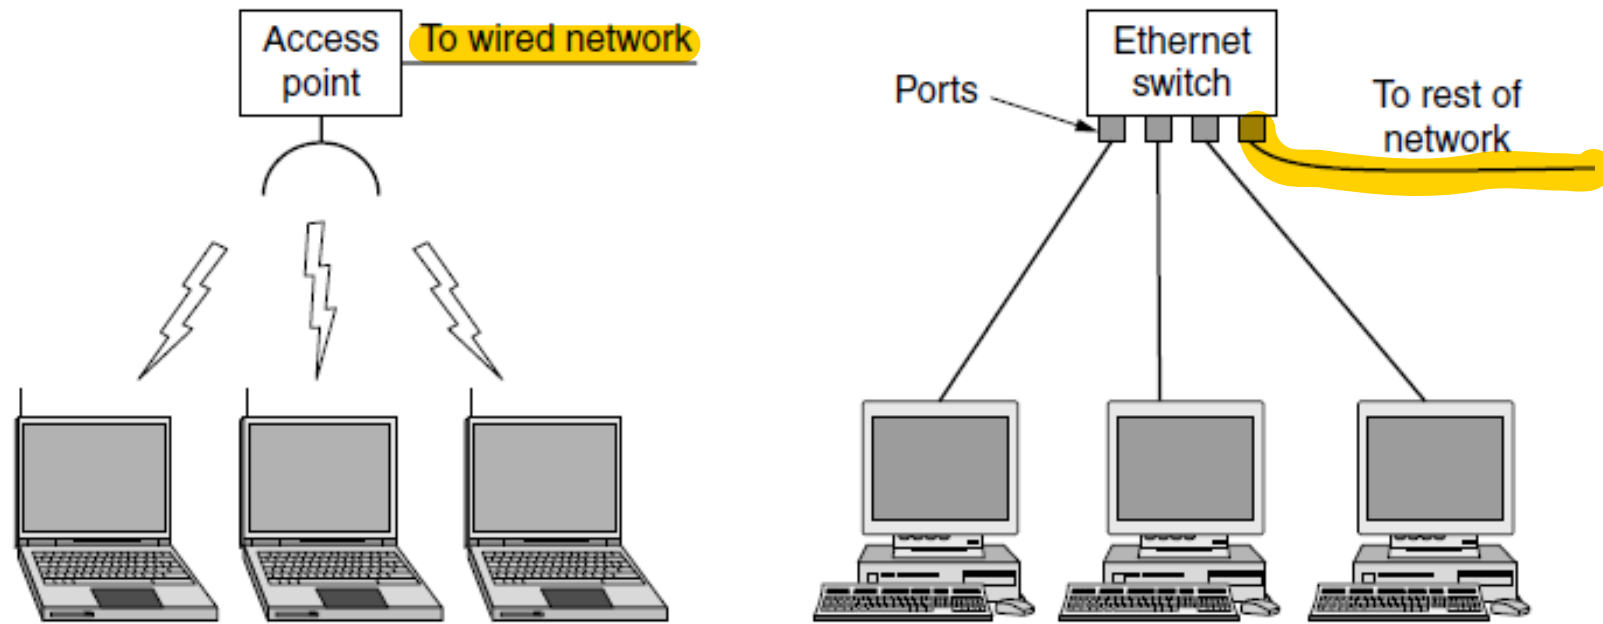 Access
point
To wired network
Ethernet
switch
Ports
To rest of
network